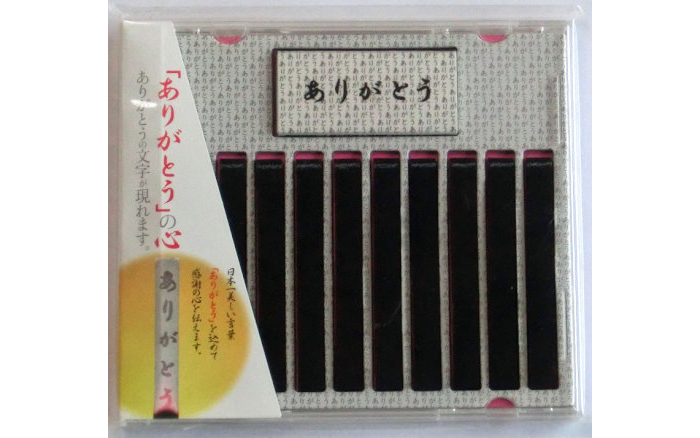 「ありがとう」の心
ありがとうの文字が現れます。
ありがとう
日本一美しい言葉
「ありがとう」を込めて
感謝の心を伝えます。
ありがとう